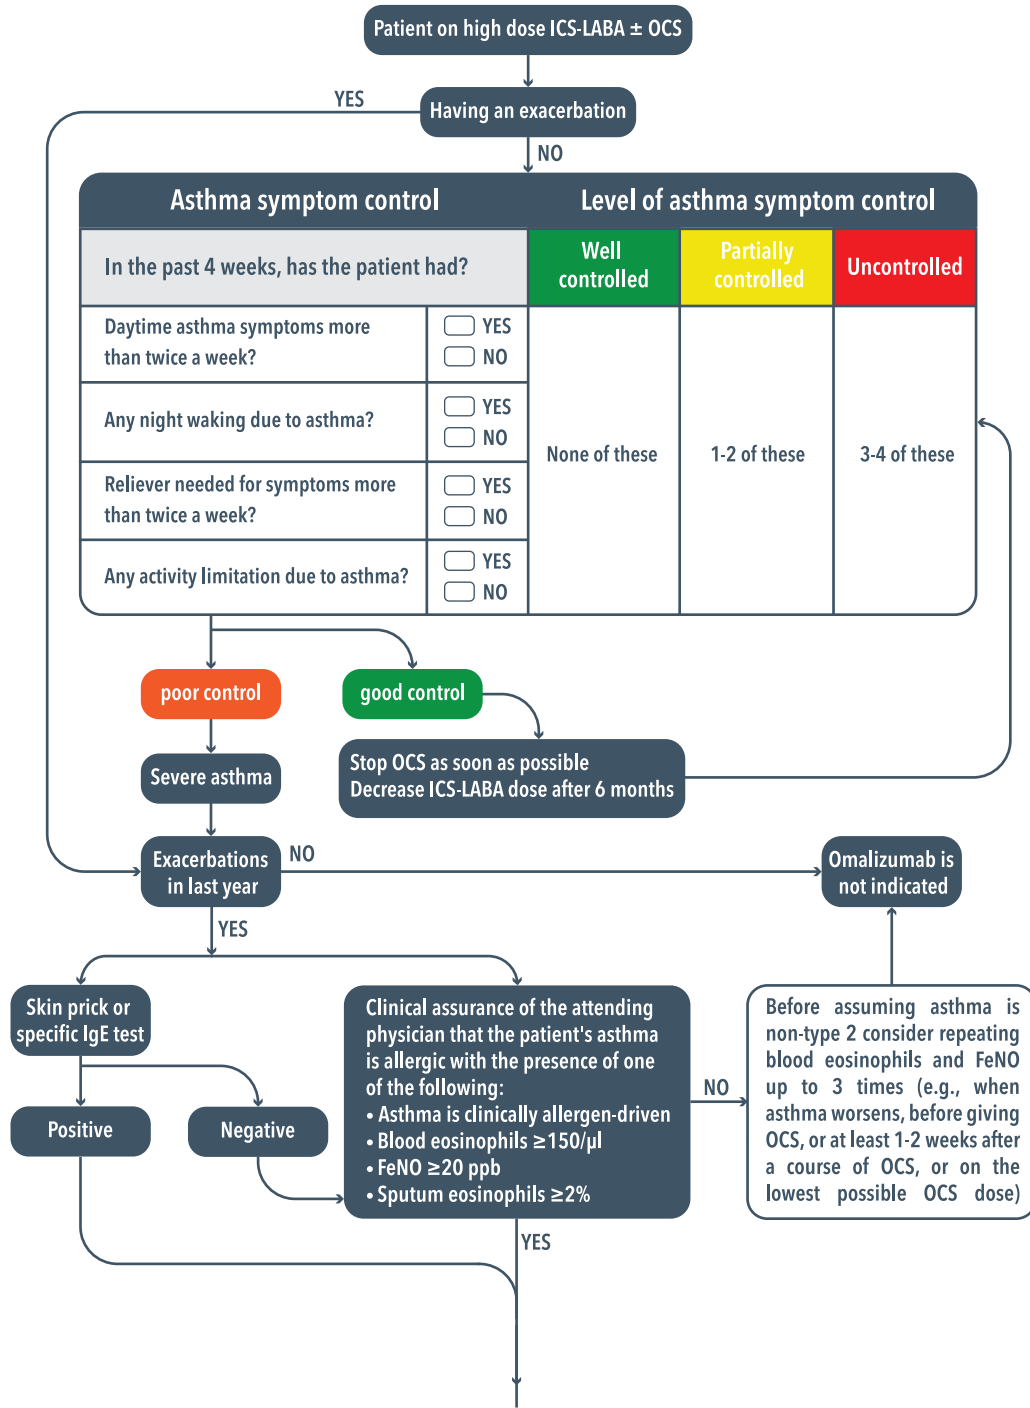 Patient on high dose ICS-LABA ± OCS
YES
Having an exacerbation
NO
Asthma symptom control
Level of asthma symptom control
In the past 4 weeks, has the patient had?
Well
controlled
Partially
controlled
Uncontrolled
Daytime asthma symptoms more
than twice a week?
YES
NO
Any night waking due to asthma?
YES
NO
Reliever needed for symptoms more
than twice a week?
YES
NO
Any activity limitation due to asthma?
YES
NO
None of these
1-2 of these
3-4 of these
poor control
good control
Severe asthma
Stop OCS as soon as possible
Decrease ICS-LABA dose after 6 months
Exacerbations
in last year
NO
Omalizumab is
not indicated
YES
Skin prick or
specific IgE test
Positive
Negative
Clinical assurance of the attending
physician that the patient's asthma
is allergic with the presence of one
of the following:
• Asthma is clinically allergen-driven
• Blood eosinophils ≥150/µl
• FeNO ≥20 ppb
• Sputum eosinophils ≥2%
NO
Before assuming asthma is
non-type 2 consider repeating
blood eosinophils and FeNO
up to 3 times (e.g., when
asthma worsens, before giving
OCS, or at least 1-2 weeks after
a course of OCS, or on the
lowest possible OCS dose)
YES